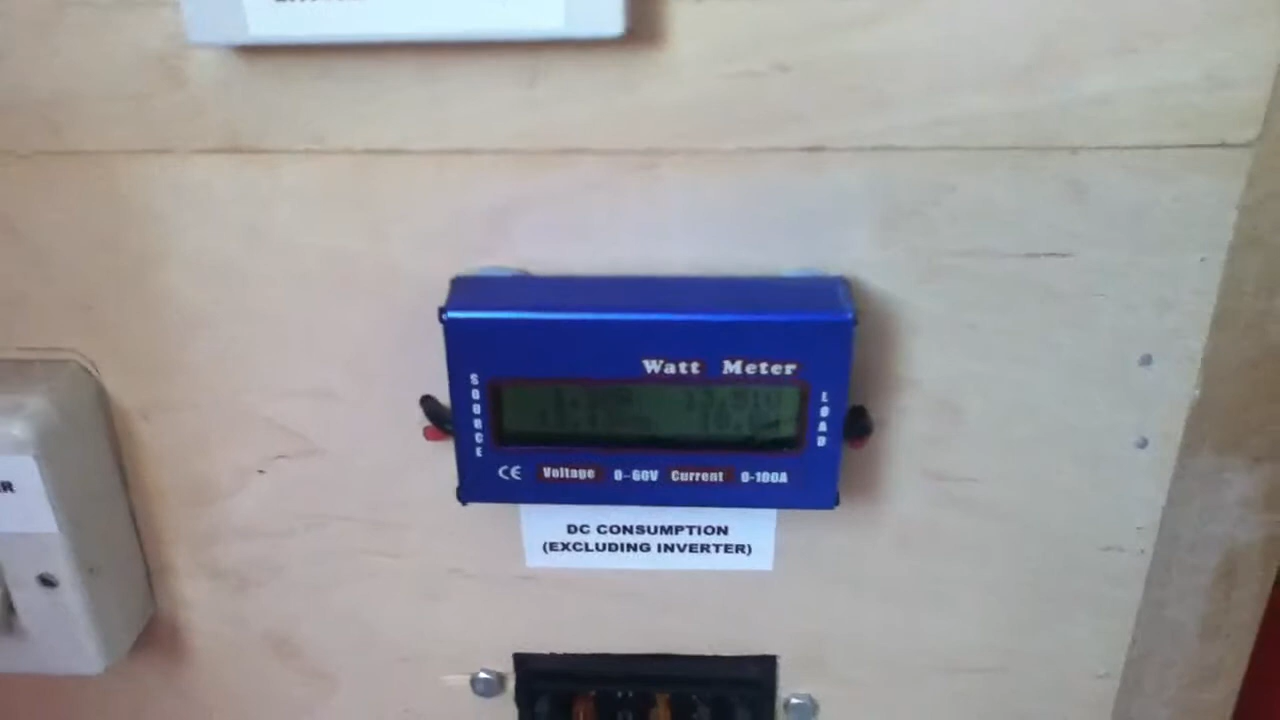 Watt Meter
SOURCE
LOAD
CE Voltage 0-60V Current 0-100A
DC CONSUMPTION
(EXCLUDING INVERTER)